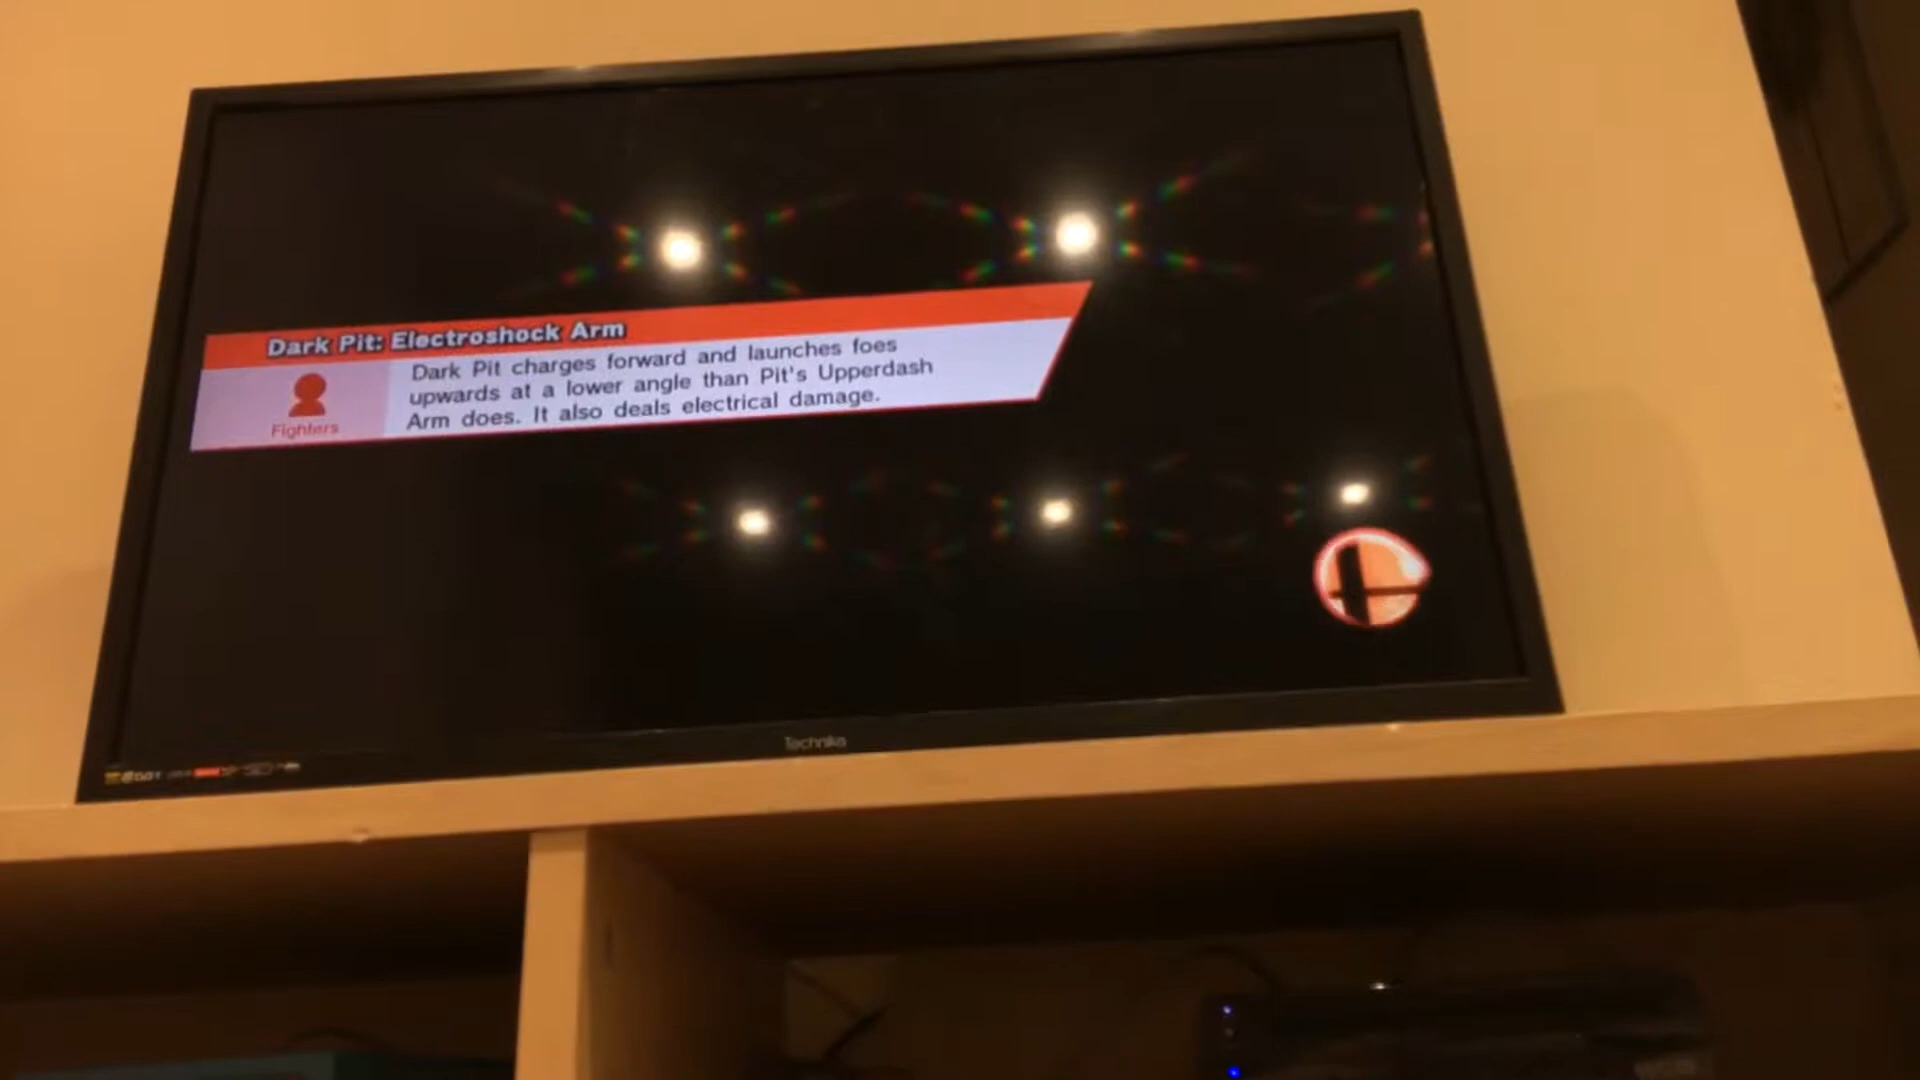 Dark Pit: Electroshock Arm
Dark Pit charges forward and launches foes
upwards at a lower angle than Pit's Upperdash
Arm does. It also deals electrical damage.
Fighters
Technika